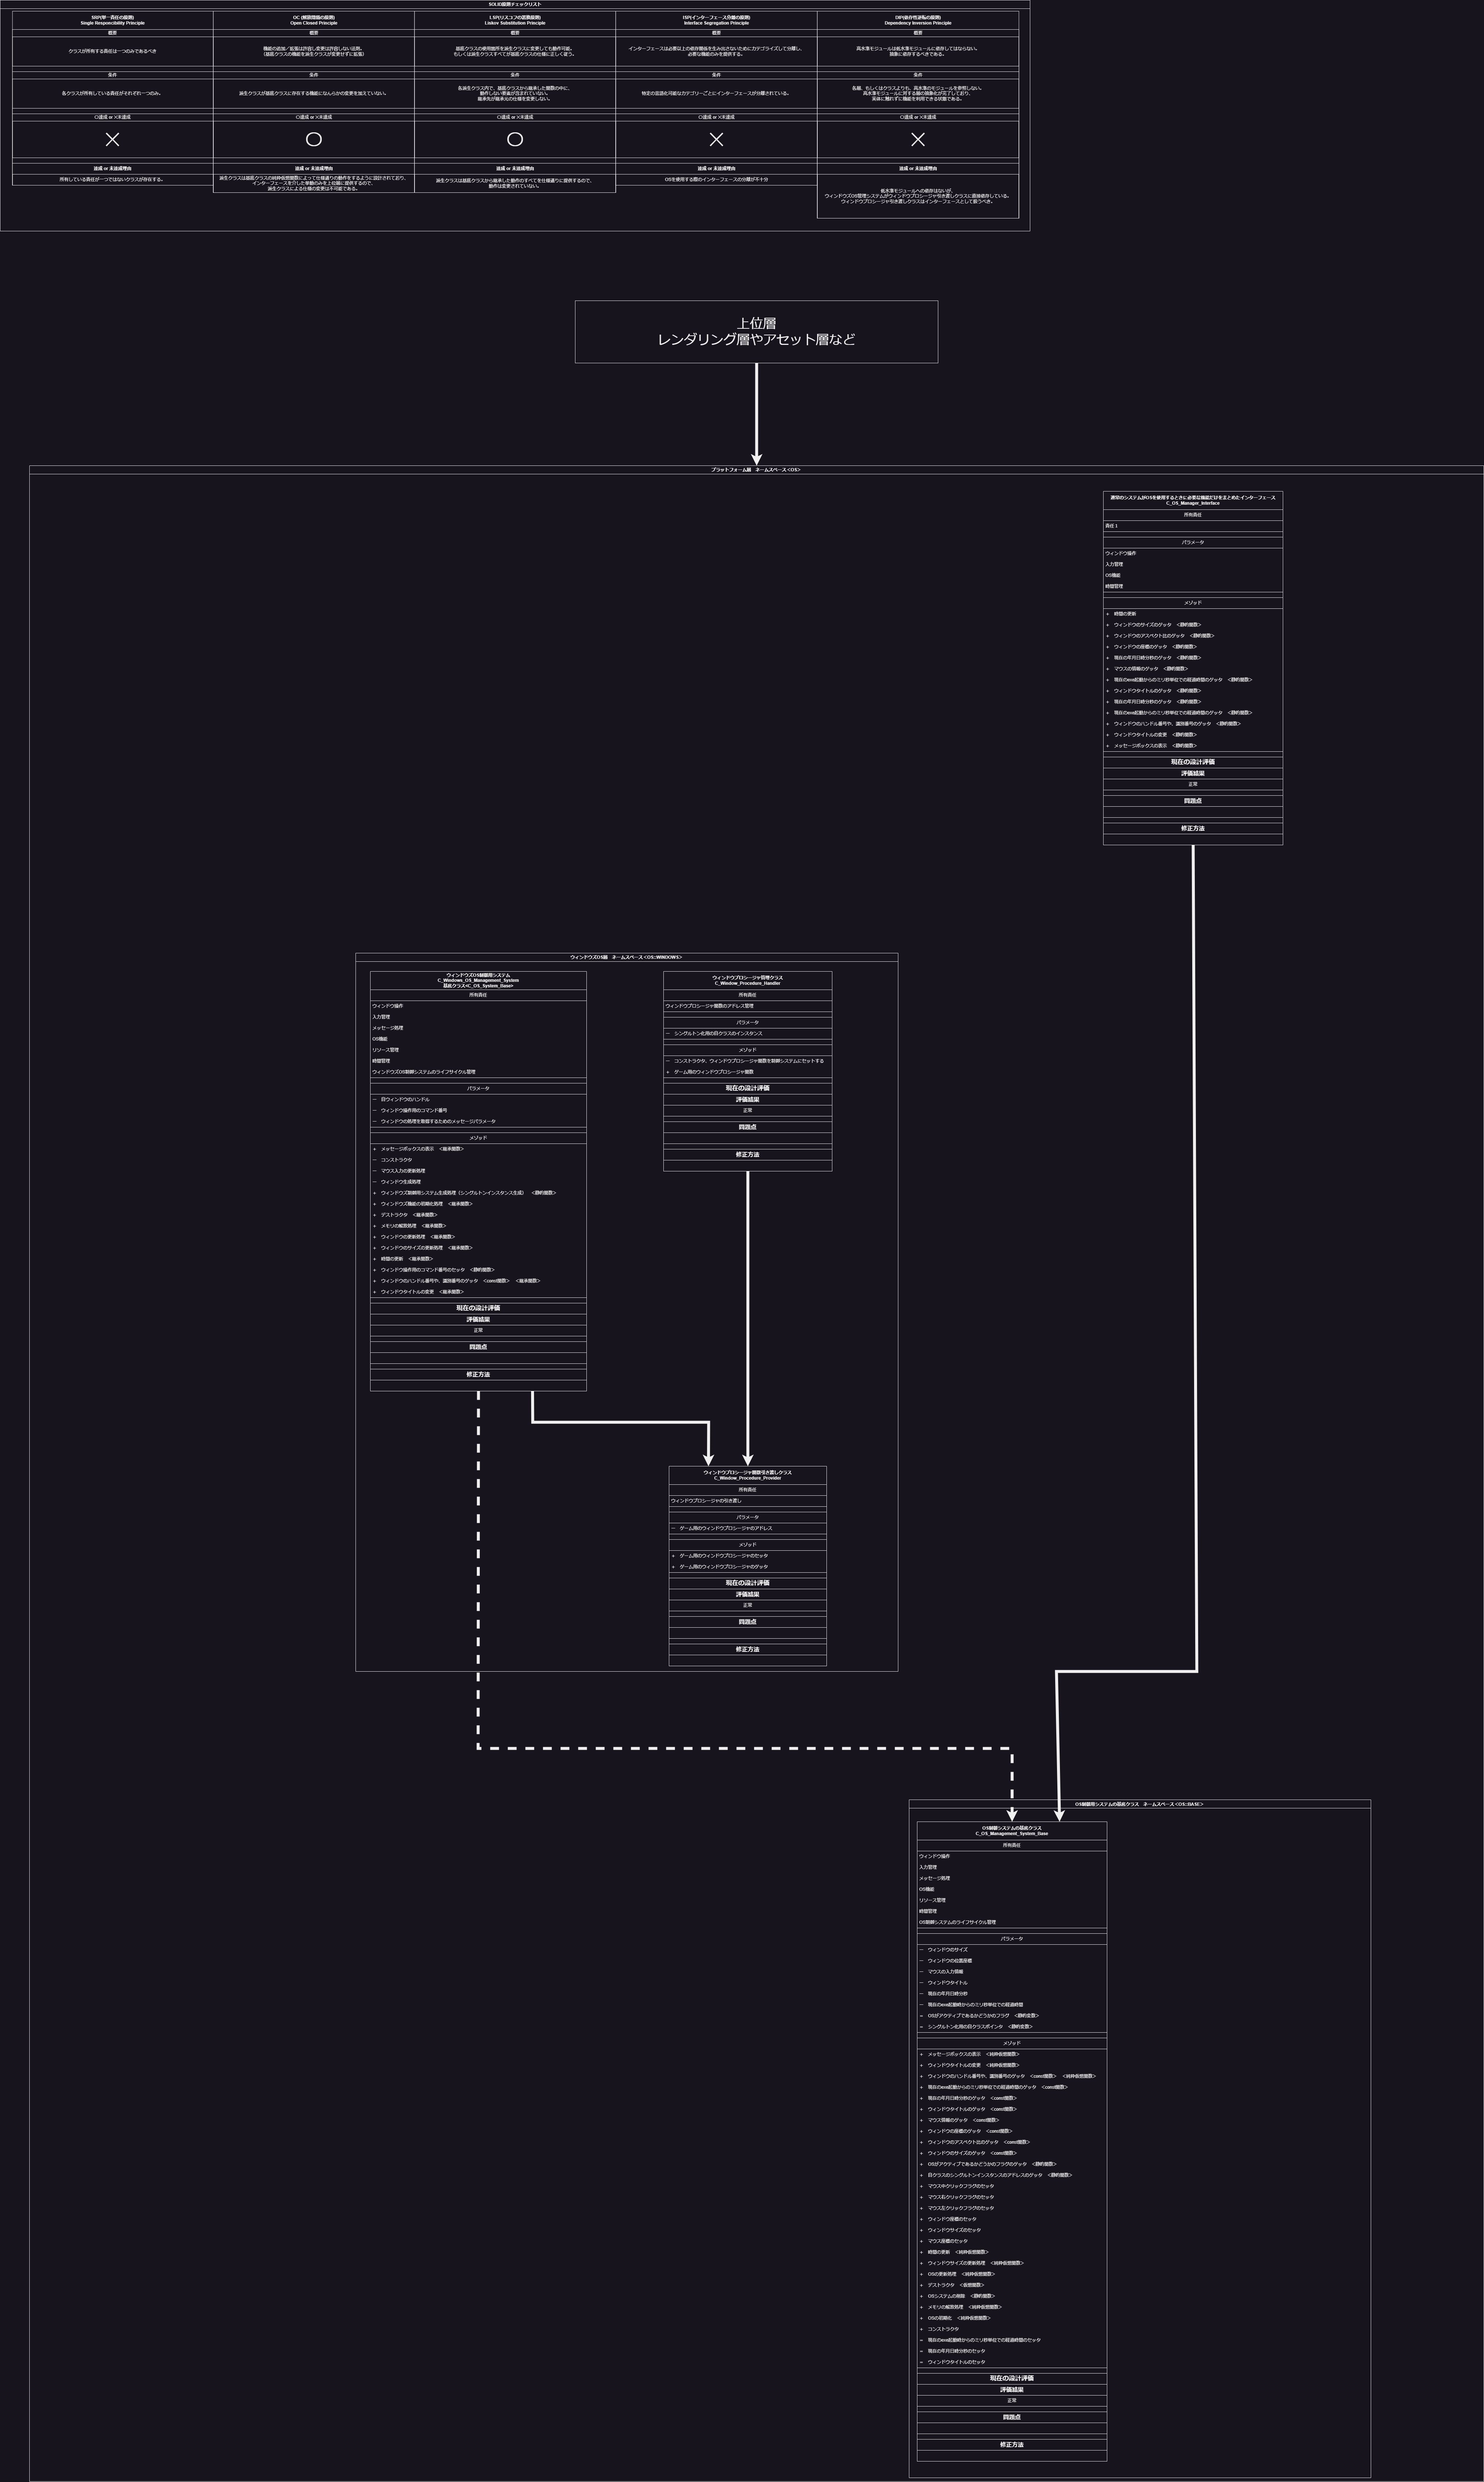 SOLID原則チェックリスト
SRP(単一責任の原則)
Single Responcibility Principle
概要
クラスが所有する責任は一つのみであるべき
条件
各クラスが所有している責任がそれぞれ一つのみ。
〇達成 or ×未達成
×
達成 or 未達成理由
所有している責任が一つではないクラスが存在する。
OC (解放閉鎖の原則)
Open Closed Principle
概要
機能の追加／拡張は許容し変更は許容しない法則。
(基底クラスの機能を派生クラスが変更せずに拡張)
条件
派生クラスが基底クラスに存在する機能になんらかの変更を加えていない。
〇達成 or ×未達成
〇
達成 or 未達成理由
派生クラスは基底クラスの純粋仮想関数によって仕様通りの動作をするように設計されており、
インターフェースを介した挙動のみを上位層に提供するので、
派生クラスによる仕様の変更は不可能である。
LSP(リスコフの置換原則)
Liskov Substitution Principle
概要
基底クラスの使用箇所を派生クラスに変更しても動作可能。
もしくは派生クラスすべてが基底クラスの仕様に正しく従う。
条件
各派生クラス内で、基底クラスから継承した関数の中に、
動作しない要素が含まれていない。
継承先が継承元の仕様を変更しない。
〇達成 or ×未達成
〇
達成 or 未達成理由
派生クラスは基底クラスから継承した動作のすべてを仕様通りに提供するので、
動作は変更されていない。
ISP(インターフェース分離の原則)
Interface Segregation Principle
概要
インターフェースは必要以上の依存関係を生み出さないためにカテゴライズして分離し、
必要な機能のみを提供する。
条件
特定の言語化可能なカテゴリーごとにインターフェースが分離されている。
〇達成 or ×未達成
×
達成 or 未達成理由
OSを使用する際のインターフェースの分離が不十分
DIP(依存性逆転の原則)
Dependency Inversion Principle
概要
高水準モジュールは低水準モジュールに依存してはならない。
抽象に依存するべきである。
条件
各層、もしくはクラスよりも、高水準のモジュールを参照しない。
高水準モジュールに対する層の抽象化が完了しており、
実体に触れずに機能を利用できる状態である。
〇達成 or ×未達成
×
達成 or 未達成理由
低水準モジュールへの依存はないが、
ウィンドウズOS管理システムがウィンドウプロシージャ引き渡しクラスに直接依存している。
ウィンドウプロシージャ引き渡しクラスはインターフェースとして扱うべき。
上位層
レンダリング層やアセット層など
プラットフォーム層　ネームスペース<OS>
通常のシステムがOSを使用するときに必要な機能だけをまとめたインターフェース
C_OS_Manager_Interface
所有責任
責任 1
パラメータ
ウィンドウ操作
入力管理
OS機能
時間管理
メゾッド
+　時間の更新
+　ウィンドウのサイズのゲッタ　<静的関数>
+　ウィンドウのアスペクト比のゲッタ　<静的関数>
+　ウィンドウの座標のゲッタ　<静的関数>
+　現在の年月日時分秒のゲッタ　<静的関数>
+　マウスの情報のゲッタ　<静的関数>
+　現在のexe起動からのミリ秒単位での経過時間のゲッタ　<静的関数>
+　ウィンドウタイトルのゲッタ　<静的関数>
+　現在の年月日時分秒のゲッタ　<静的関数>
+　現在のexe起動からのミリ秒単位での経過時間のゲッタ　<静的関数>
+　ウィンドウのハンドル番号や、識別番号のゲッタ　<静的関数>
+　ウィンドウタイトルの変更　<静的関数>
+　メッセージボックスの表示　<静的関数>
現在の設計評価
評価結果
正常
問題点
修正方法
ウィンドウズOS層　ネームスペース<OS::WINDOWS>
ウィンドウズOS制御用システム
C_Windows_OS_Management_System
基底クラス<C_OS_System_Base>
所有責任
ウィンドウ操作
入力管理
メッセージ処理
OS機能
リソース管理
時間管理
ウィンドウズOS制御システムのライフサイクル管理
パラメータ
－　自ウィンドウのハンドル
－　ウィンドウ操作用のコマンド番号
－　ウィンドの処理を取得するためのメッセージパラメータ
メソッド
+　メッセージボックスの表示　<継承関数>
－　コンストラクタ
－　マウス入力の更新処理
－　ウィンドウ生成処理
+　ウィンドウズ制御用システム生成処理（シングルトンインスタンス生成）　<静的関数>
+　ウィンドウズ機能の初期化処理　<継承関数>
+　デストラクタ　<継承関数>
+　メモリの解放処理　<継承関数>
+　ウィンドウの更新処理　<継承関数>
+　ウィンドウのサイズの更新処理　<継承関数>
+　時間の更新　<継承関数>
+　ウィンドウ操作用のコマンド番号のセッタ　<静的関数>
+　ウィンドウのハンドル番号や、識別番号のゲッタ　<const関数>　<継承関数>
+　ウィンドウタイトルの変更　<継承関数>
現在の設計評価
評価結果
正常
問題点
修正方法
ウィンドウプロシージャ管理クラス
C_Window_Procedure_Handler
所有責任
ウィンドウプロシージャ関数のアドレス管理
パラメータ
－　シングルトン化用の自クラスのインスタンス
メゾッド
－　コンストラクタ、ウィンドウプロシージャ関数を制御システムにセットする
+　ゲーム用のウィンドウプロシージャ関数
現在の設計評価
評価結果
正常
問題点
修正方法
ウィンドウプロシージャ関数引き渡しクラス
C_Window_Procedure_Provider
所有責任
ウィンドウプロシージャの引き渡し
パラメータ
－　ゲーム用のウィンドウプロシージャのアドレス
メゾッド
+　ゲーム用のウィンドウプロシージャのセッタ
+　ゲーム用のウィンドウプロシージャのゲッタ
現在の設計評価
評価結果
正常
問題点
修正方法
OS制御用システムの基底クラス　ネームスペース<OS::BASE>
OS制御システムの基底クラス
C_OS_Management_System_Base
所有責任
ウィンドウ操作
入力管理
メッセージ処理
OS機能
リソース管理
時間管理
OS制御システムのライフサイクル管理
パラメータ
－　ウィンドウのサイズ
－　ウィンドウの位置座標
－　マウスの入力情報
－　ウィンドウタイトル
－　現在の年月日時分秒
－　現在のexe起動時からのミリ秒単位での経過時間
=　OSがアクティブであるかどうかのフラグ　<静的変数>
=　シングルトン化用の自クラスポインタ　<静的変数>
メゾッド
+　メッセージボックスの表示　<純粋仮想関数>
+　ウィンドウタイトルの変更　<純粋仮想関数>
+　ウィンドウのハンドル番号や、識別番号のゲッタ　<const関数>　<純粋仮想関数>
+　現在のexe起動からのミリ秒単位での経過時間のゲッタ　<const関数>
+　現在の年月日時分秒のゲッタ　<const関数>
+　ウィンドウタイトルのゲッタ　<const関数>
+　マウス情報のゲッタ　<const関数>
+　ウィンドウの座標のゲッタ　<const関数>
+　ウィンドウのアスペクト比のゲッタ　<const関数>
+　ウィンドウのサイズのゲッタ　<const関数>
+　OSがアクティブであるかどうかのフラグのゲッタ　<静的関数>
+　自クラスのシングルトンインスタンスのアドレスのゲッタ　<静的関数>
+　マウス中クリックフラグのセッタ
+　マウス右クリックフラグのセッタ
+　マウス左クリックフラグのセッタ
+　ウィンドウ座標のセッタ
+　ウィンドウサイズのセッタ
+　マウス座標のセッタ
+　時間の更新　<純粋仮想関数>
+　ウィンドウサイズの更新処理　<純粋仮想関数>
+　OSの更新処理　<純粋仮想関数>
+　デストラクタ　<仮想関数>
+　OSシステムの削除　<静的関数>
+　メモリの解放処理　<純粋仮想関数>
+　OSの初期化　<純粋仮想関数>
+　コンストラクタ
=　現在のexe起動時からのミリ秒単位での経過時間のセッタ
=　現在の年月日時分秒のセッタ
=　ウィンドウタイトルのセッタ
現在の設計評価
評価結果
正常
問題点
修正方法